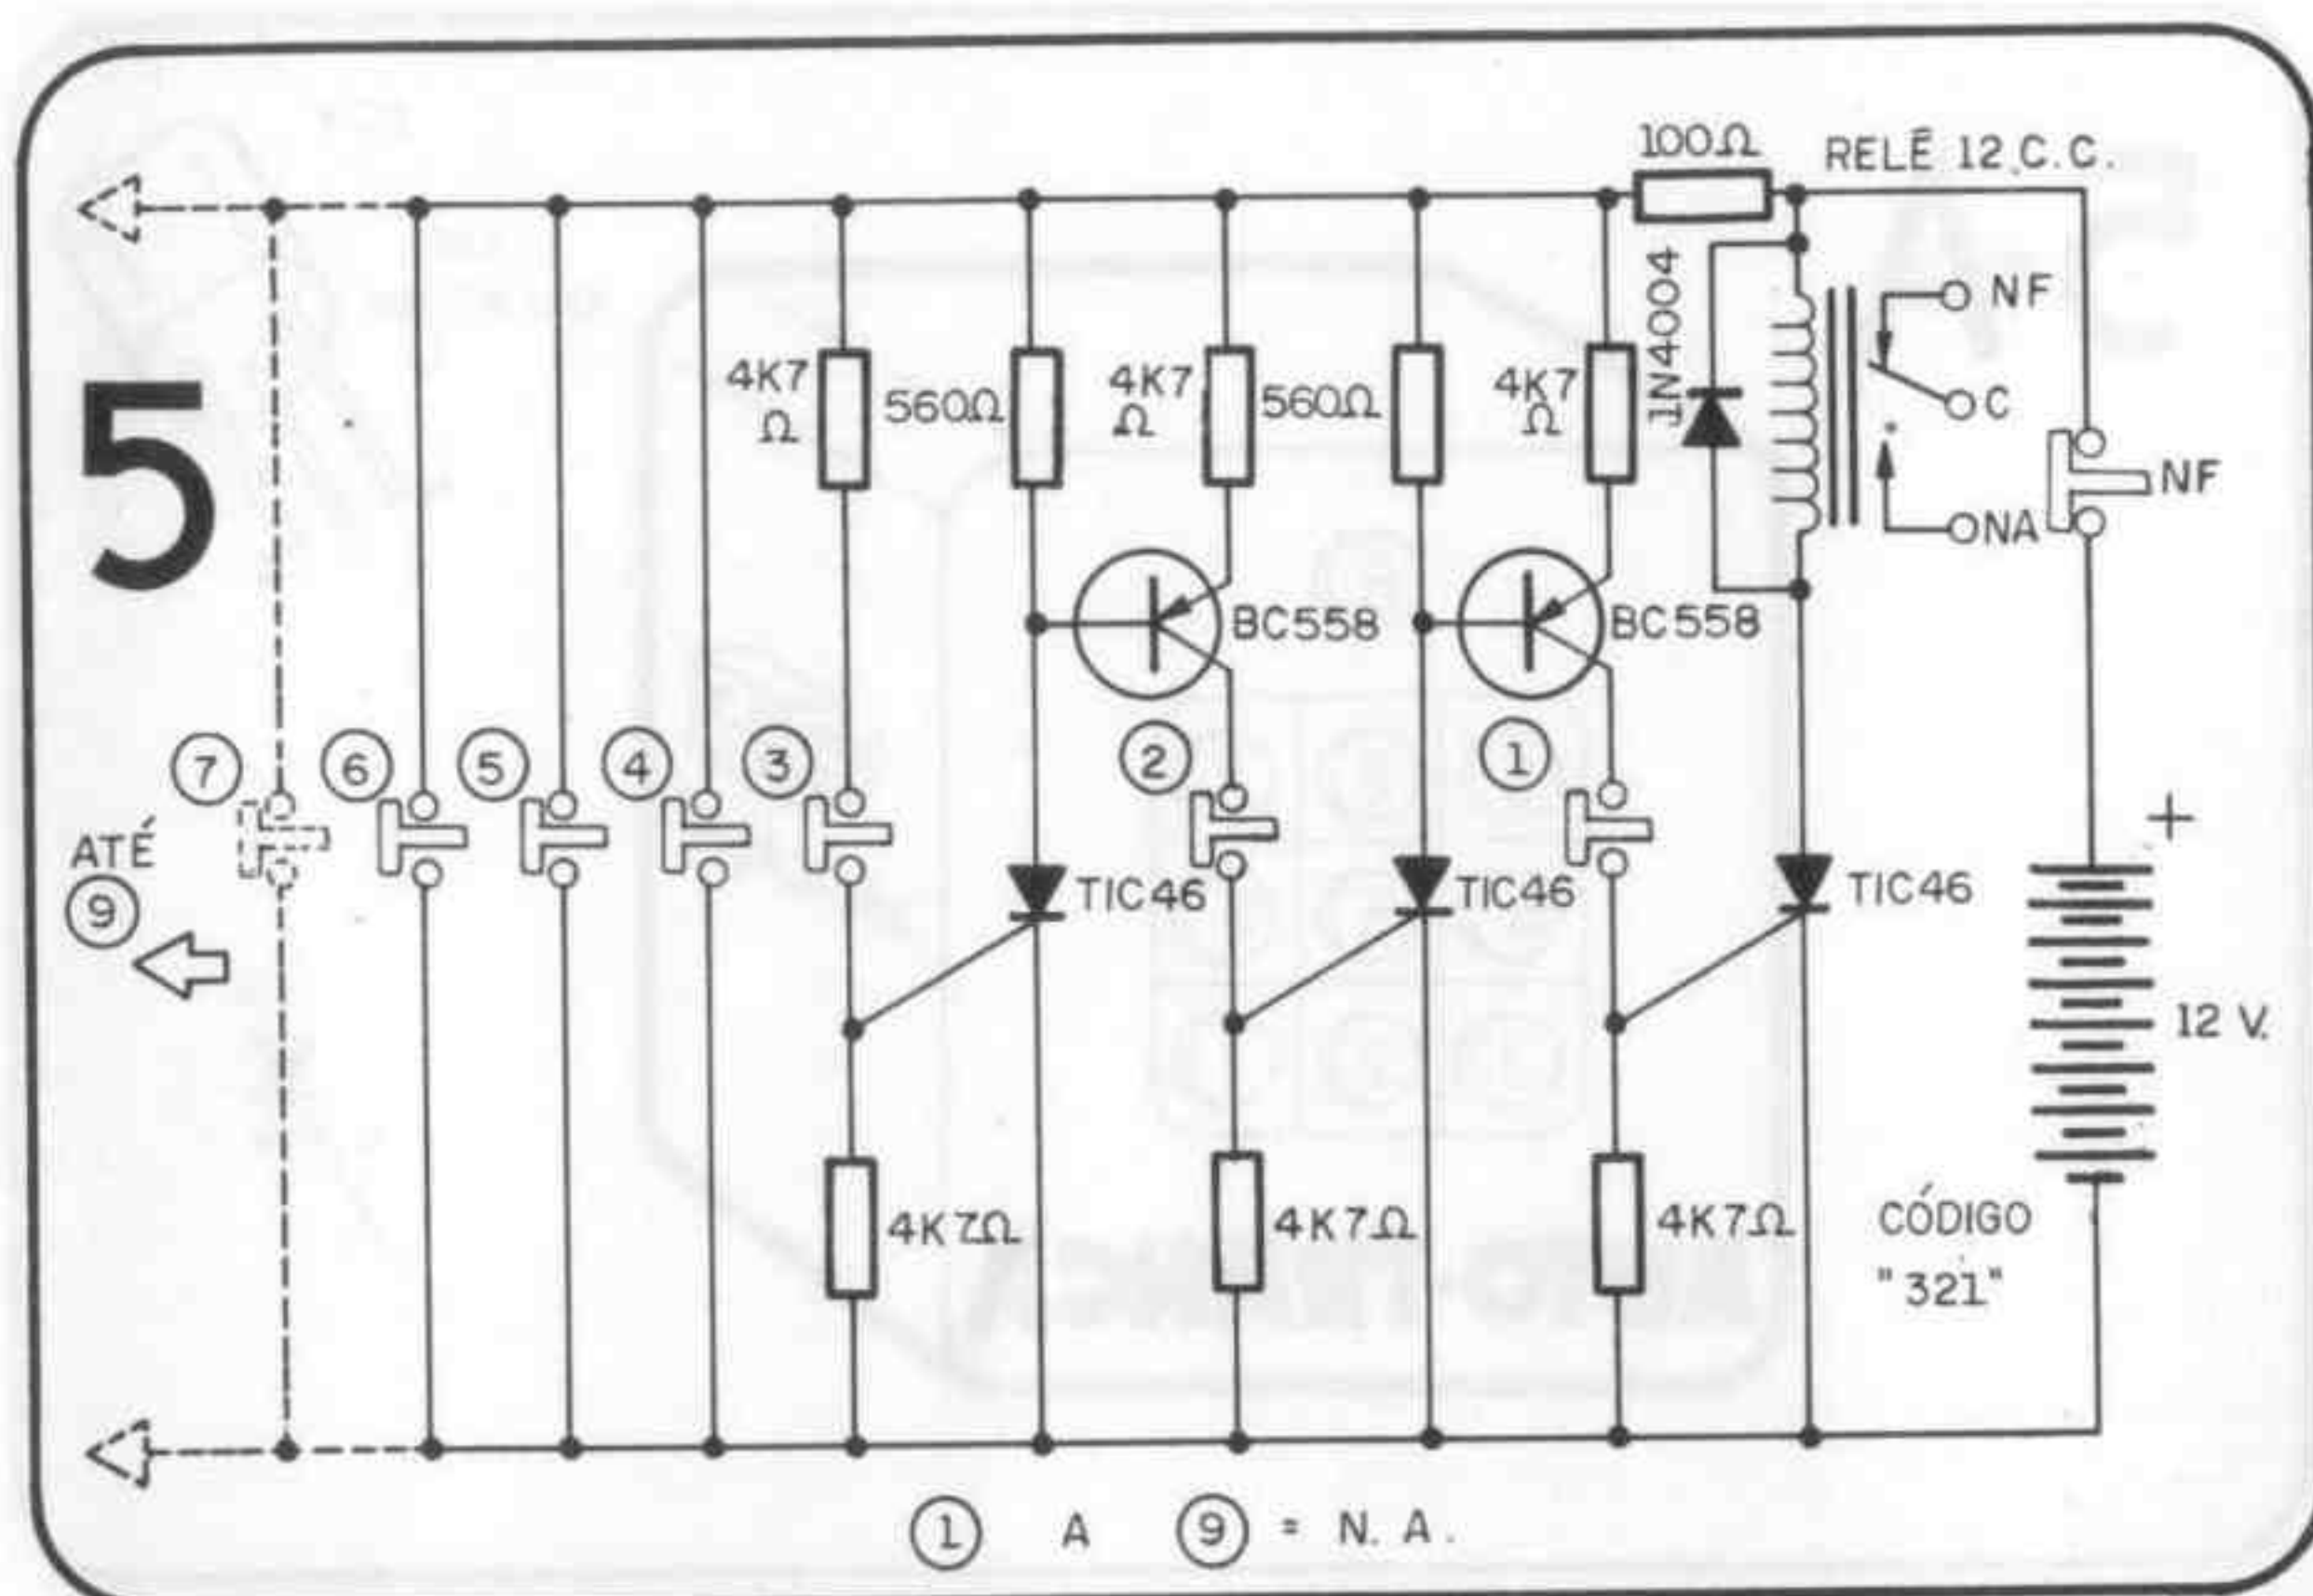 5
100Ω
RELÉ 12 C.C.
4K7
Ω
560Ω
4K7
Ω
560Ω
4K7
Ω
1N4004
NF
C
NA
NF
BC558
BC558
7
6
5
4
3
2
1
ATÉ
9
TIC46
TIC46
TIC46
+
12 V.
4K7Ω
4K7Ω
4K7Ω
CÓDIGO
"321"
1 A 9 = N. A.